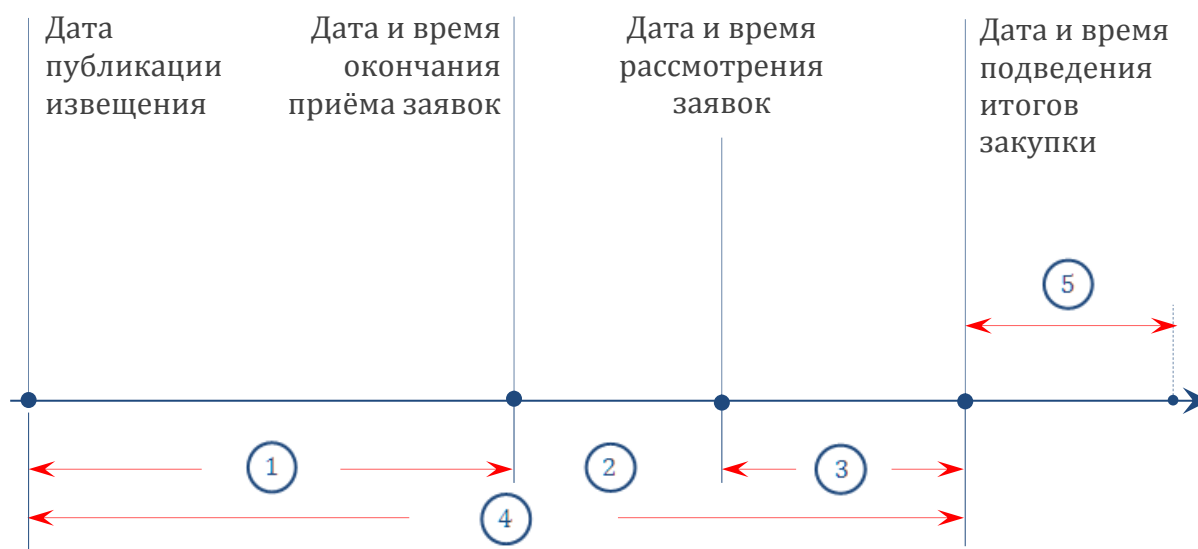 Дата
публикации
извещения
Дата и время
окончания
приёма заявок
Дата и время
рассмотрения
заявок
Дата и время
подведения
итогов
закупки
5
1
2
3
4